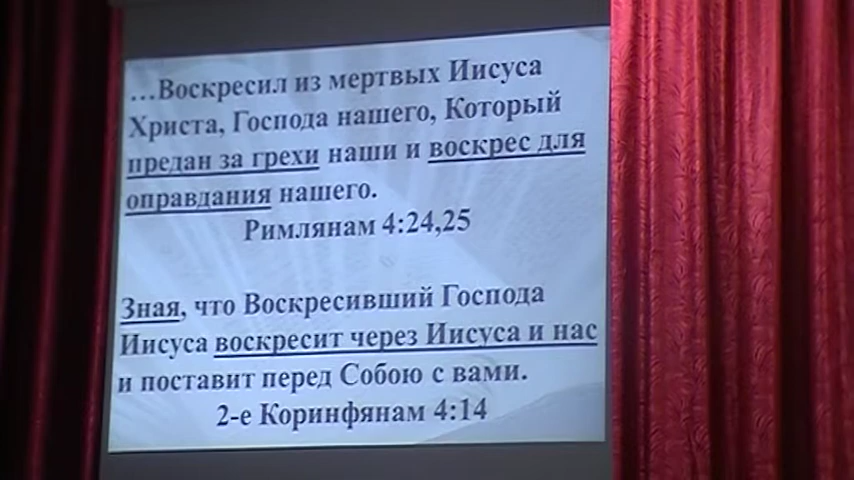 …Воскресил из мертвых Иисуса
Христа, Господа нашего, Который
предан за грехи наши и воскрес для
оправдания нашего.
Римлянам 4:24,25
Зная, что Воскресивший Господа
Иисуса воскресит через Иисуса и нас
и поставит перед Собою с вами.
2-е Коринфянам 4:14